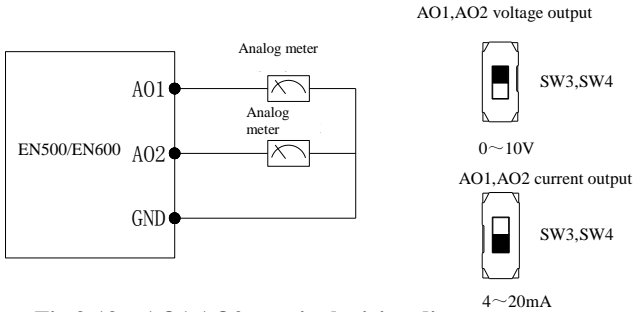 AO1,AO2 voltage output
Analog meter
AO1
SW3,SW4
Analog
meter
EN500/EN600
AO2
0～10V
AO1,AO2 current output
GND
SW3,SW4
4～20mA